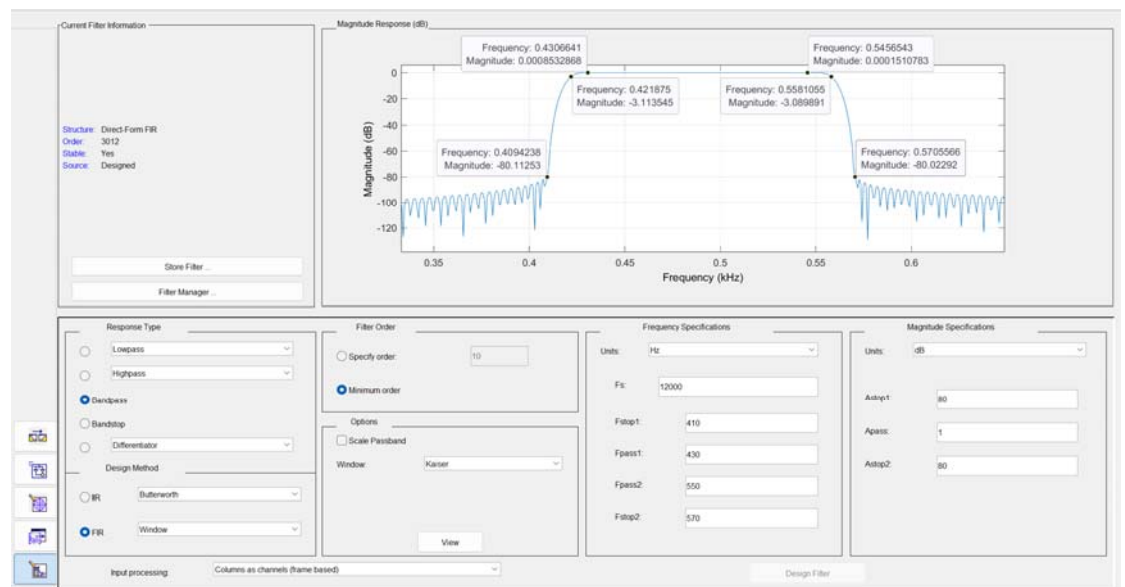 Current Filter Information
Structure: Direct-Form FIR
Order: 3012
Stable: Yes
Source: Designed
Store Filter ...
Filter Manager ...
Magnitude Response (dB)
Frequency: 0.4306641
Magnitude: 0.0008532868
Frequency: 0.5456543
Magnitude: 0.0001510783
Frequency: 0.421875
Magnitude: -3.113545
Frequency: 0.5581055
Magnitude: -3.089891
Frequency: 0.4094238
Magnitude: -80.11253
Frequency: 0.5705566
Magnitude: -80.02292
Magnitude (dB)
0
-20
-40
-60
-80
-100
-120
0.35
0.4
0.45
0.5
0.55
0.6
Frequency (kHz)
Response Type
Lowpass
Highpass
Bandpass
Bandstop
Differentiator
Design Method
IIR
Butterworth
FIR
Window
Filter Order
Specify order:
10
Minimum order
Options
Scale Passband
Window:
Kaiser
View
Frequency Specifications
Units:
Hz
Fs:
12000
Fstop1:
410
Fpass1:
430
Fpass2:
550
Fstop2:
570
Magnitude Specifications
Units:
dB
Astop1:
80
Apass:
1
Astop2:
80
Input processing:
Columns as channels (frame based)
Design Filter